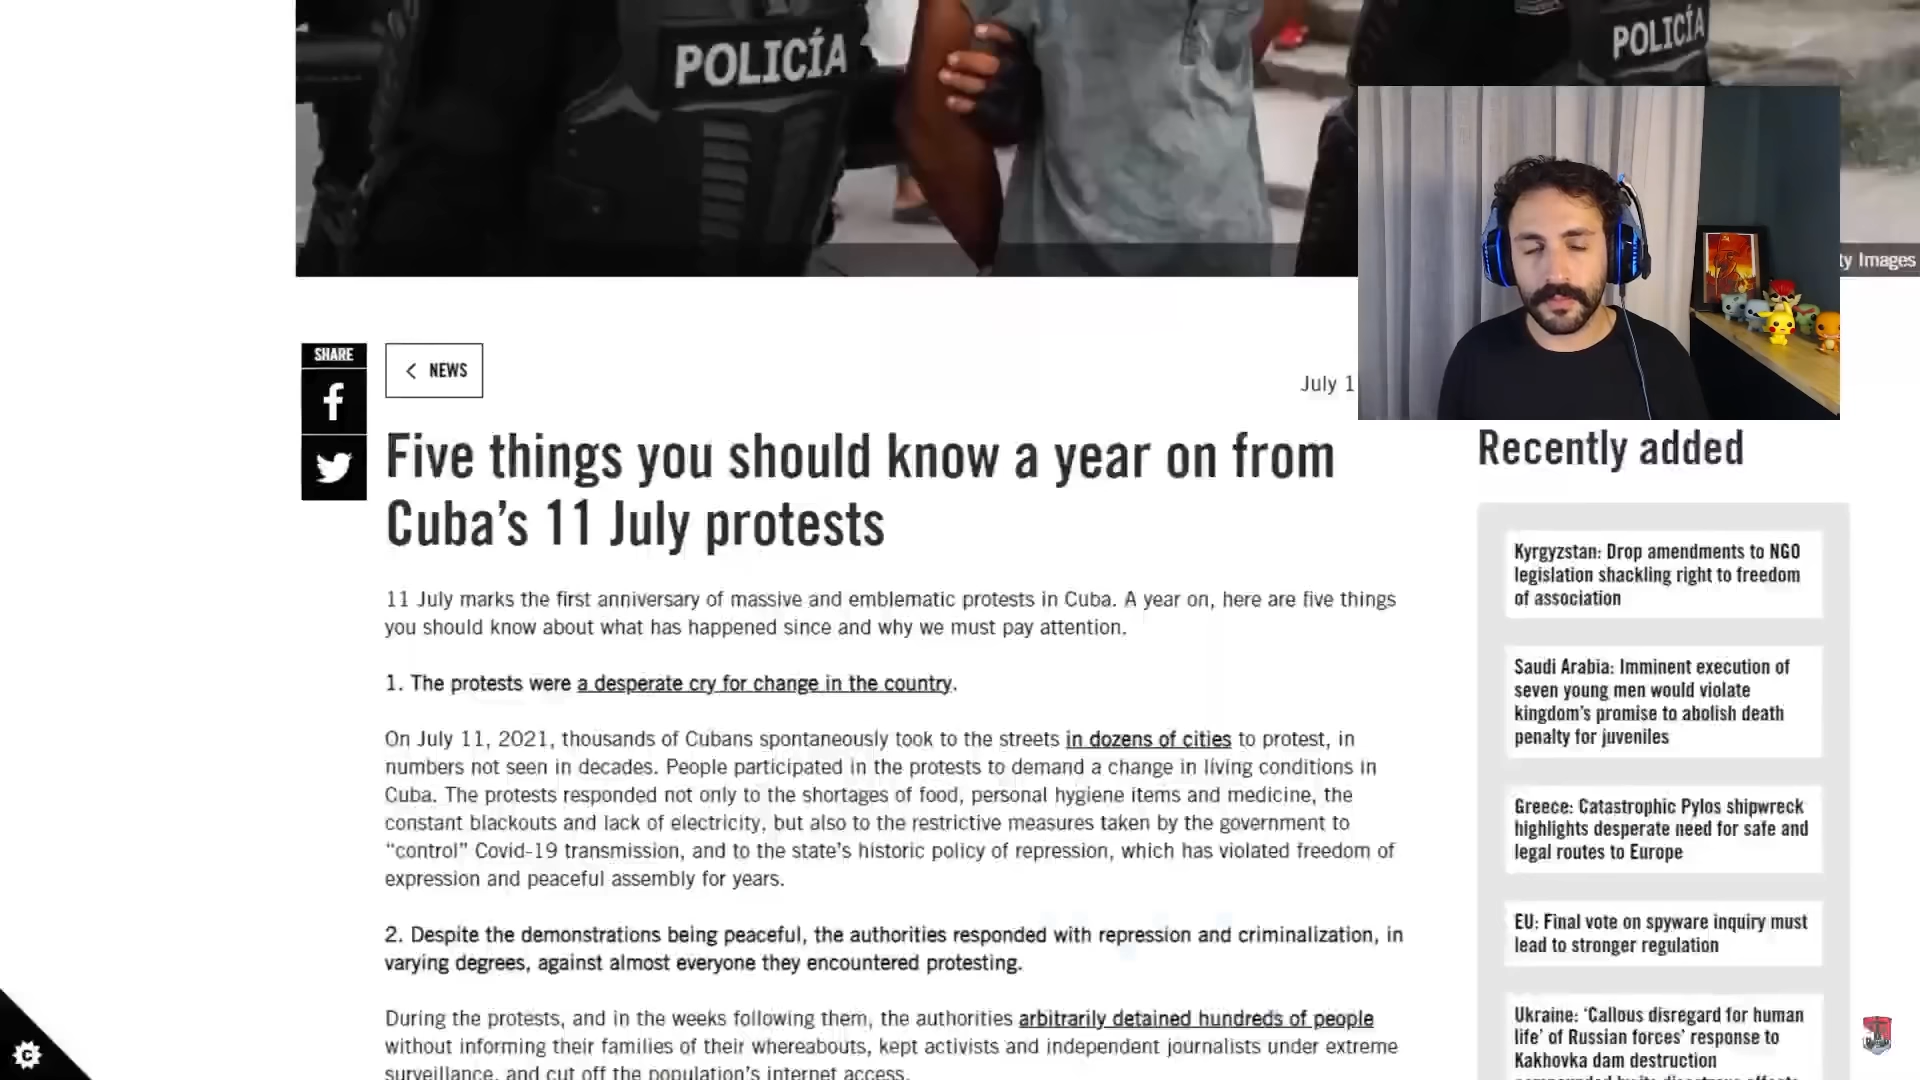 POLICÍA
POLICÍA
ty Images
SHARE
NEWS
July 1
Five things you should know a year on from
Cuba’s 11 July protests
11 July marks the first anniversary of massive and emblematic protests in Cuba. A year on, here are five things
you should know about what has happened since and why we must pay attention.
1. The protests were a desperate cry for change in the country.
On July 11, 2021, thousands of Cubans spontaneously took to the streets in dozens of cities to protest, in
numbers not seen in decades. People participated in the protests to demand a change in living conditions in
Cuba. The protests responded not only to the shortages of food, personal hygiene items and medicine, the
constant blackouts and lack of electricity, but also to the restrictive measures taken by the government to
“control” Covid-19 transmission, and to the state’s historic policy of repression, which has violated freedom of
expression and peaceful assembly for years.
2. Despite the demonstrations being peaceful, the authorities responded with repression and criminalization, in
varying degrees, against almost everyone they encountered protesting.
During the protests, and in the weeks following them, the authorities arbitrarily detained hundreds of people
without informing their families of their whereabouts, kept activists and independent journalists under extreme
surveillance, and cut off the population’s internet access.
Recently added
Kyrgyzstan: Drop amendments to NGO
legislation shackling right to freedom
of association
Saudi Arabia: Imminent execution of
seven young men would violate
kingdom’s promise to abolish death
penalty for juveniles
Greece: Catastrophic Pylos shipwreck
highlights desperate need for safe and
legal routes to Europe
EU: Final vote on spyware inquiry must
lead to stronger regulation
Ukraine: ‘Callous disregard for human
life’ of Russian forces’ response to
Kakhovka dam destruction